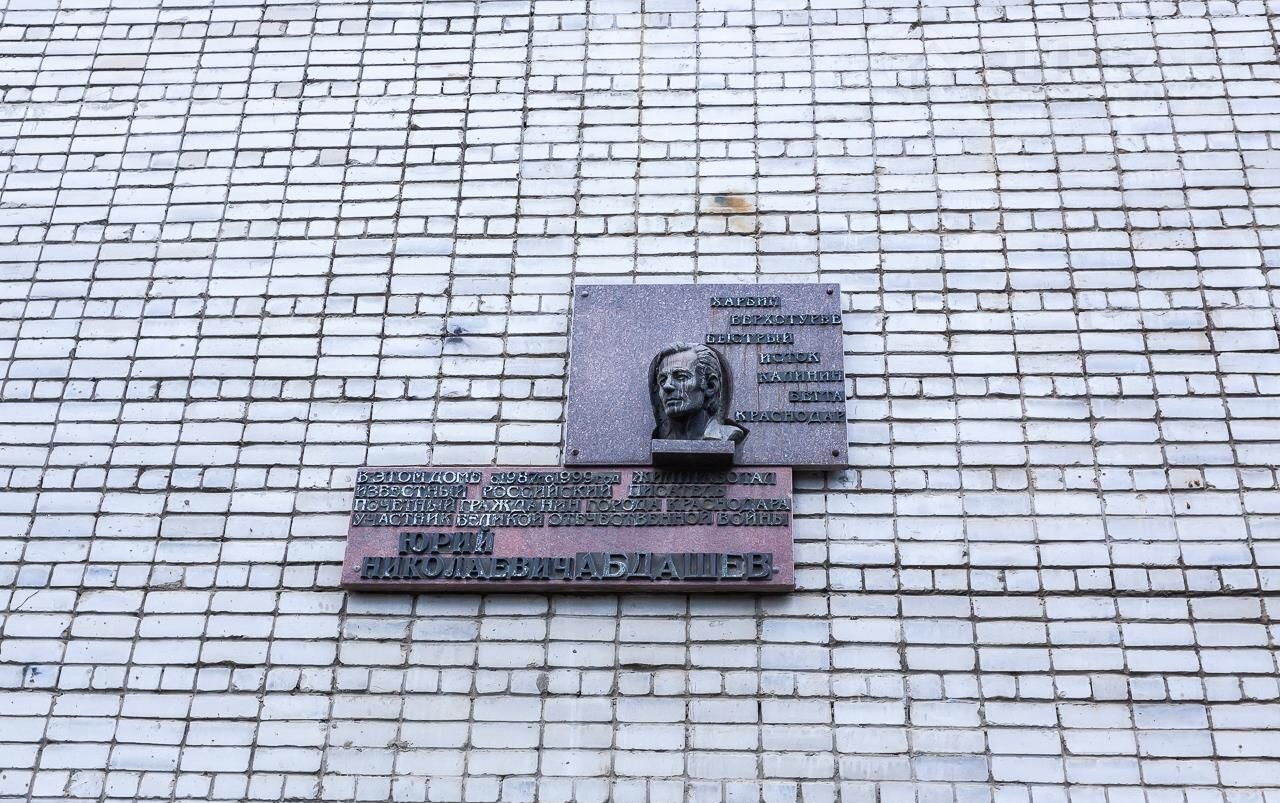 ХАРБИН
ВЕРХОТУРЬЕ
БЫСТРЫЙ
ИСТОК
КАЛИНИН
БЕТТА
КРАСНОДАР
В ЭТОМ ДОМЕ с 1987 по 1999 год ЖИЛ И РАБОТАЛ
ИЗВЕСТНЫЙ РОССИЙСКИЙ ПИСАТЕЛЬ
ПОЧЕТНЫЙ ГРАЖДАНИН ГОРОДА КРАСНОДАРА
УЧАСТНИК ВЕЛИКОЙ ОТЕЧЕСТВЕННОЙ ВОЙНЫ
ЮРИЙ
НИКОЛАЕВИЧ АБДАШЕВ